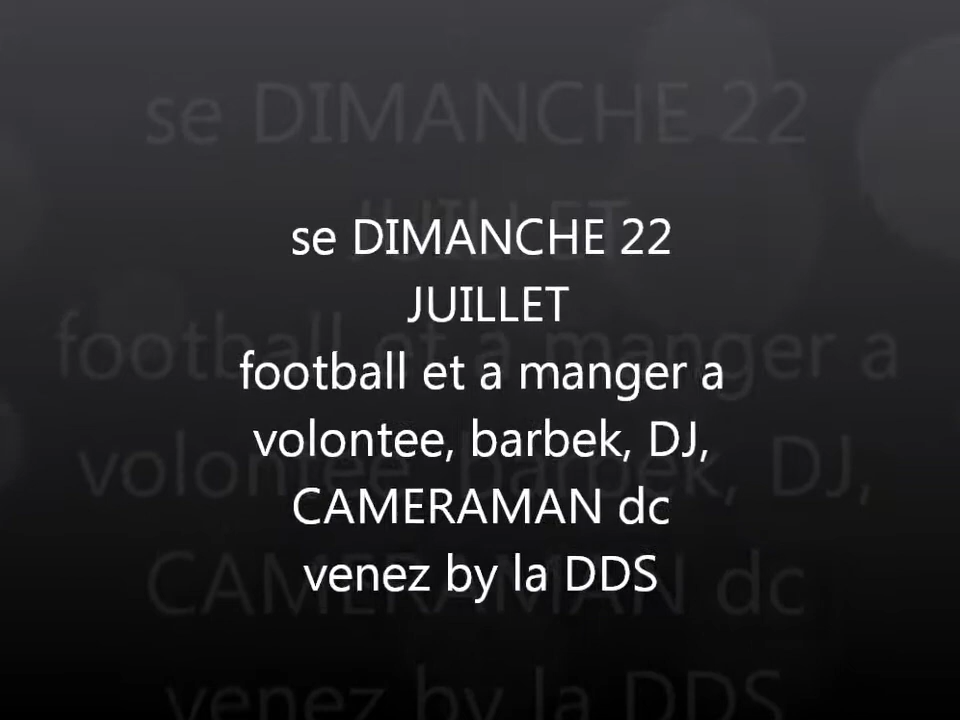 se DIMANCHE 22
JUILLET
football et a manger a
volontee, barbek, DJ,
CAMERAMAN dc
venez by la DDS